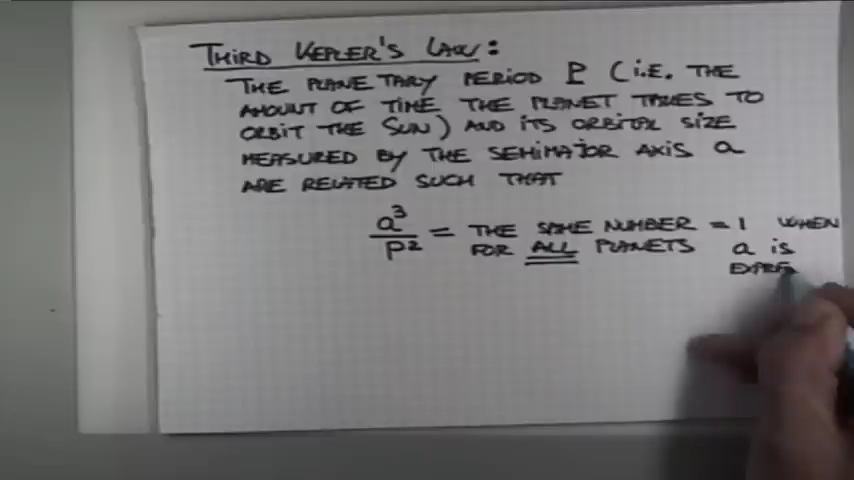 THIRD KEPLER'S LAW:
THE PLANETARY PERIOD P (i.E. THE
AMOUNT OF TIME THE PLANET TAKES TO
ORBIT THE SUN) AND ITS ORBITAL SIZE
MEASURED BY THE SEMIMAJOR AXIS a
ARE RELATED SUCH THAT
a³/P² = THE SAME NUMBER = 1 WHEN
FOR ALL PLANETS a is
EXPRE